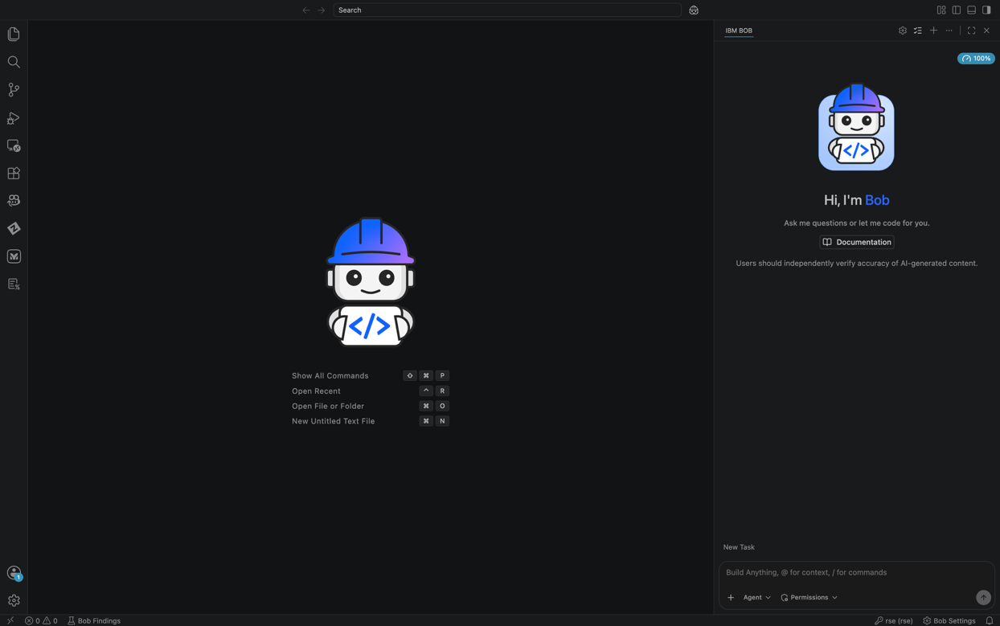 Search
IBM BOB
100%
</>
Hi, I'm Bob
Ask me questions or let me code for you.
Documentation
Users should independently verify accuracy of AI-generated content.
</>
Show All Commands ⇧ ⌘ P
Open Recent ⌃ R
Open File or Folder ⌘ O
New Untitled Text File ⌘ N
New Task
Build Anything, @ for context, / for commands
Agent Permissions
1
0 0 Bob Findings rse (rse) Bob Settings